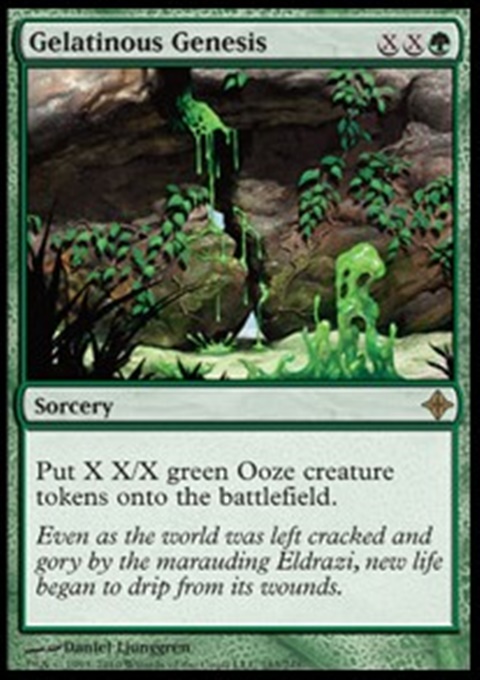 Gelatinous Genesis XX
Sorcery
Put X X/X green Ooze creature
tokens onto the battlefield.
Even as the world was left cracked and
gory by the marauding Eldrazi, new life
began to drip from its wounds.
Daniel Ljunggren